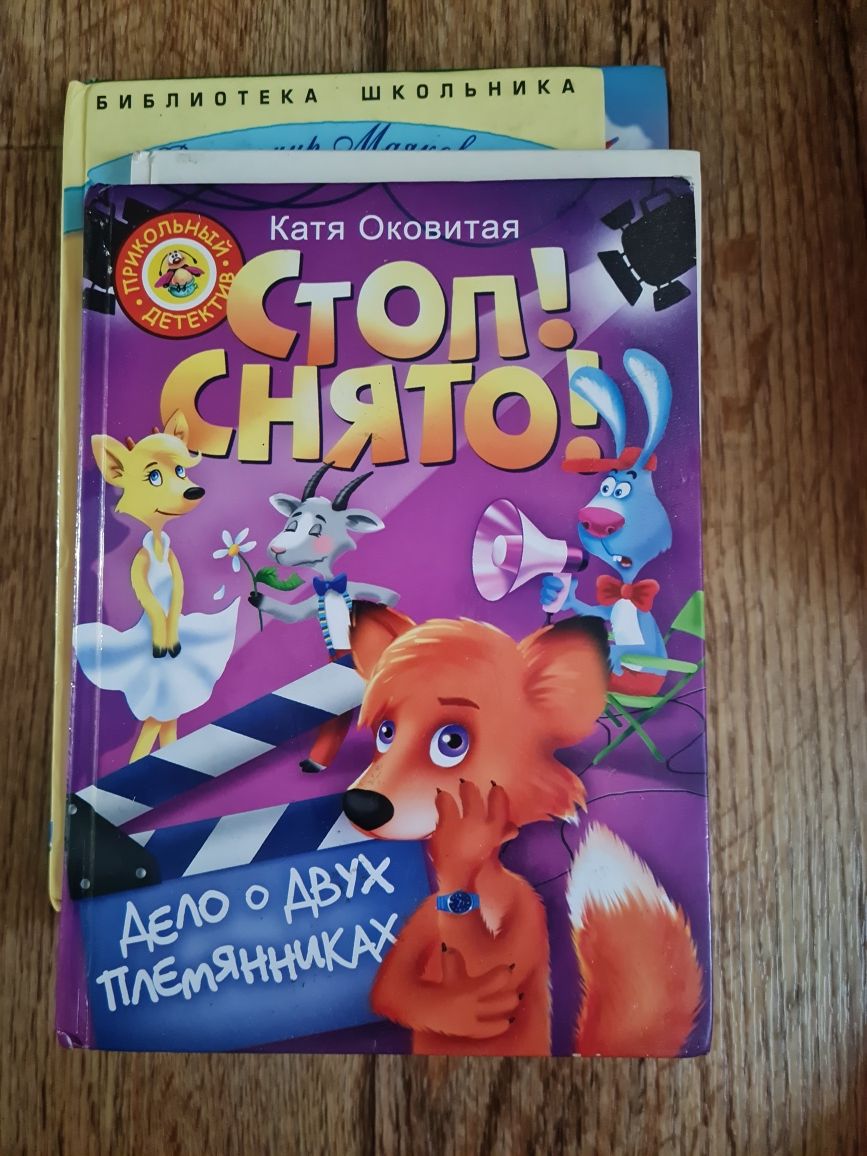 БИБЛИОТЕКА ШКОЛЬНИКА
Катя Оковитая
ПРИКОЛЬНЫЙ
ДЕТЕКТИВ
СТОП!
СНЯТО!
ДЕЛО О ДВУХ
ПЛЕМЯННИКАХ